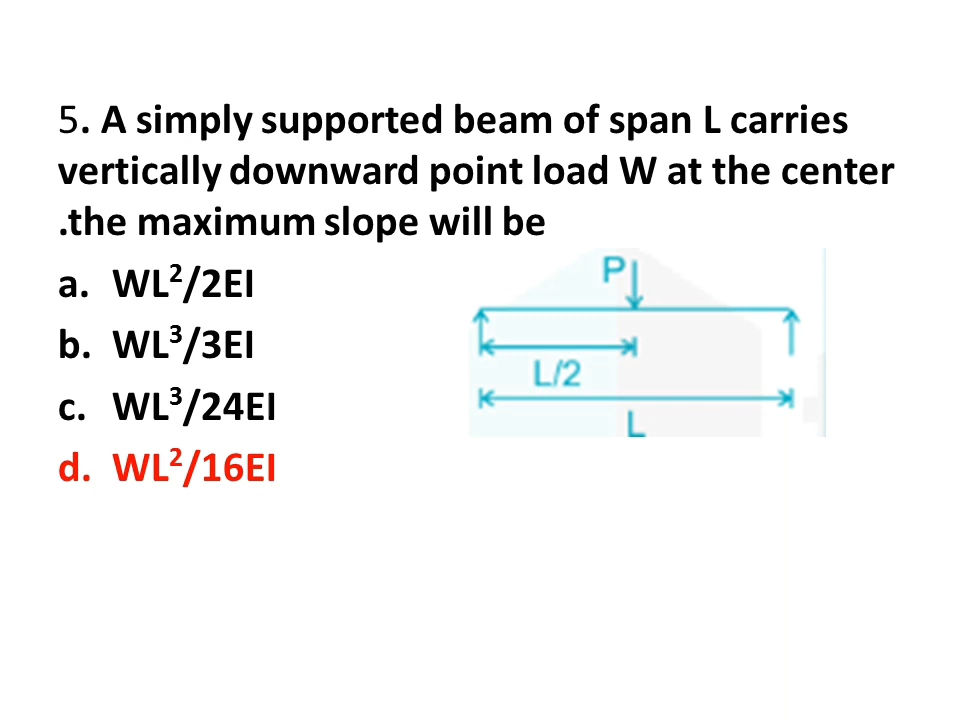 5. A simply supported beam of span L carries
vertically downward point load W at the center
.the maximum slope will be
a. WL²/2EI
b. WL³/3EI
c. WL³/24EI
d. WL²/16EI
P
L/2
L